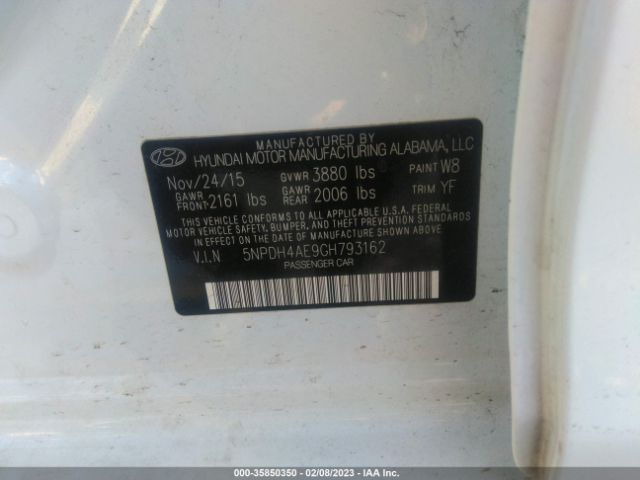 MANUFACTURED BY
HYUNDAI MOTOR MANUFACTURING ALABAMA, LLC
Nov/24/15 GVWR 3880 lbs PAINT W8
GAWR FRONT 2161 lbs GAWR REAR 2006 lbs TRIM YF
THIS VEHICLE CONFORMS TO ALL APPLICABLE U.S.A. FEDERAL
MOTOR VEHICLE SAFETY, BUMPER, AND THEFT PREVENTION STANDARDS
IN EFFECT ON THE DATE OF MANUFACTURE SHOWN ABOVE.
V.I.N 5NPDH4AE9GH793162
PASSENGER CAR
000-35850350 - 02/08/2023 - IAA Inc.